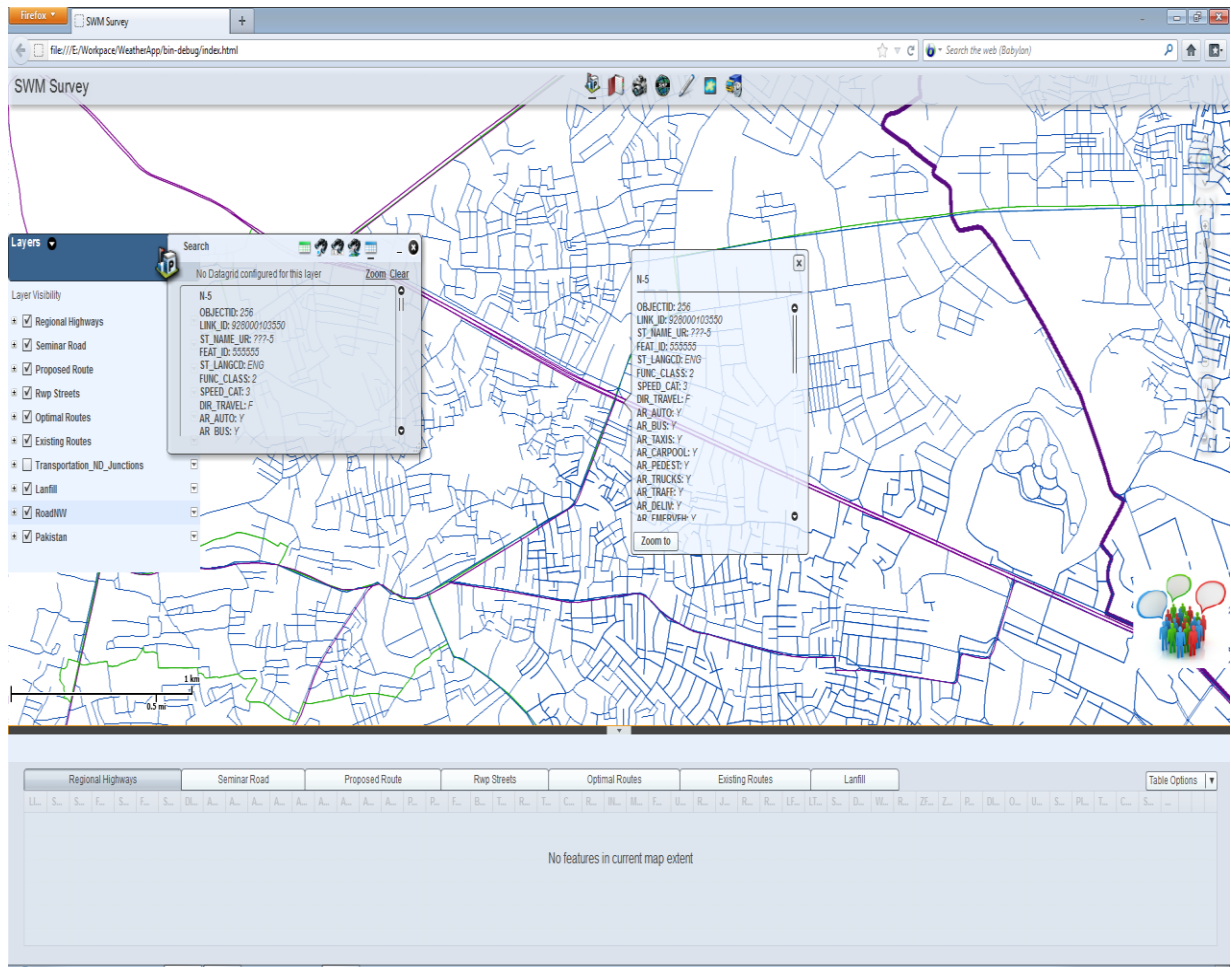 Firefox
SWM Survey
+
file:///E:/Workpace/WeatherApp/bin-debug/index.html
Search the web (Babylon)
SWM Survey
Layers
Layer Visibility
Regional Highways
Seminar Road
Proposed Route
Rwp Streets
Optimal Routes
Existing Routes
Transportation_ND_Junctions
Lanfill
RoadNW
Pakistan
Search
No Datagrid configured for this layer Zoom Clear
N-5
OBJECTID: 256
LINK_ID: 928000103550
ST_NAME_UR: ???-5
FEAT_ID: 555555
ST_LANGCD: ENG
FUNC_CLASS: 2
SPEED_CAT: 3
DIR_TRAVEL: F
AR_AUTO: Y
AR_BUS: Y
N-5
OBJECTID: 256
LINK_ID: 928000103550
ST_NAME_UR: ???-5
FEAT_ID: 555555
ST_LANGCD: ENG
FUNC_CLASS: 2
SPEED_CAT: 3
DIR_TRAVEL: F
AR_AUTO: Y
AR_BUS: Y
AR_TAXIS: Y
AR_CARPOOL: Y
AR_PEDEST: Y
AR_TRUCKS: Y
AR_TRAFF: Y
AR_DELIV: Y
AR_EMERVEH: Y
Zoom to
1 km
0.5 mi
Regional Highways Seminar Road Proposed Route Rwp Streets Optimal Routes Existing Routes Lanfill Table Options
No features in current map extent